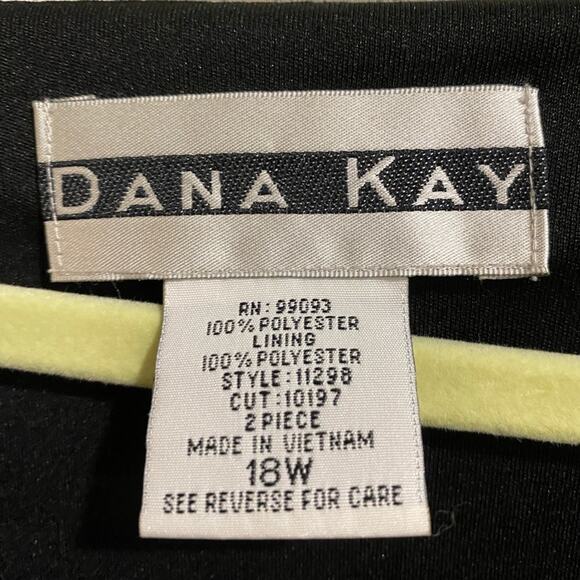 DANA KAY
RN: 99093
100% POLYESTER
LINING
100% POLYESTER
STYLE: 11298
CUT: 10197
2 PIECE
MADE IN VIETNAM
18W
SEE REVERSE FOR CARE